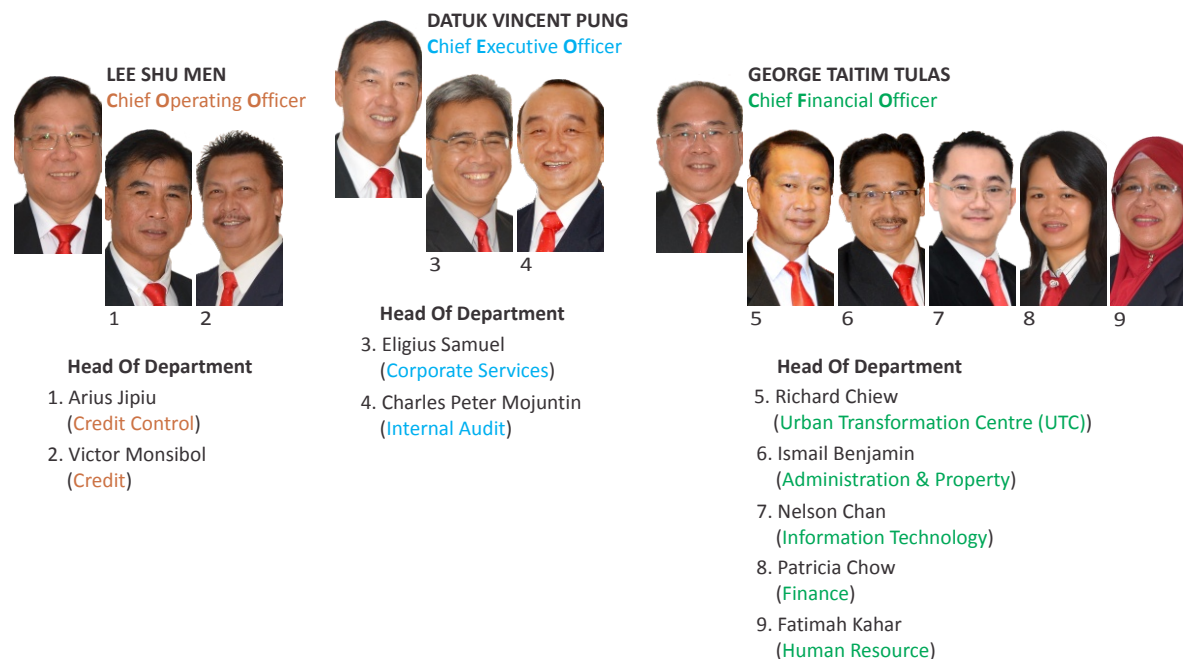 LEE SHU MEN
Chief Operating Officer
1
2
Head Of Department
1. Arius Jipiu
(Credit Control)
2. Victor Monsibol
(Credit)
DATUK VINCENT PUNG
Chief Executive Officer
3
4
Head Of Department
3. Eligius Samuel
(Corporate Services)
4. Charles Peter Mojuntin
(Internal Audit)
GEORGE TAITIM TULAS
Chief Financial Officer
5
6
7
8
9
Head Of Department
5. Richard Chiew
(Urban Transformation Centre (UTC))
6. Ismail Benjamin
(Administration & Property)
7. Nelson Chan
(Information Technology)
8. Patricia Chow
(Finance)
9. Fatimah Kahar
(Human Resource)